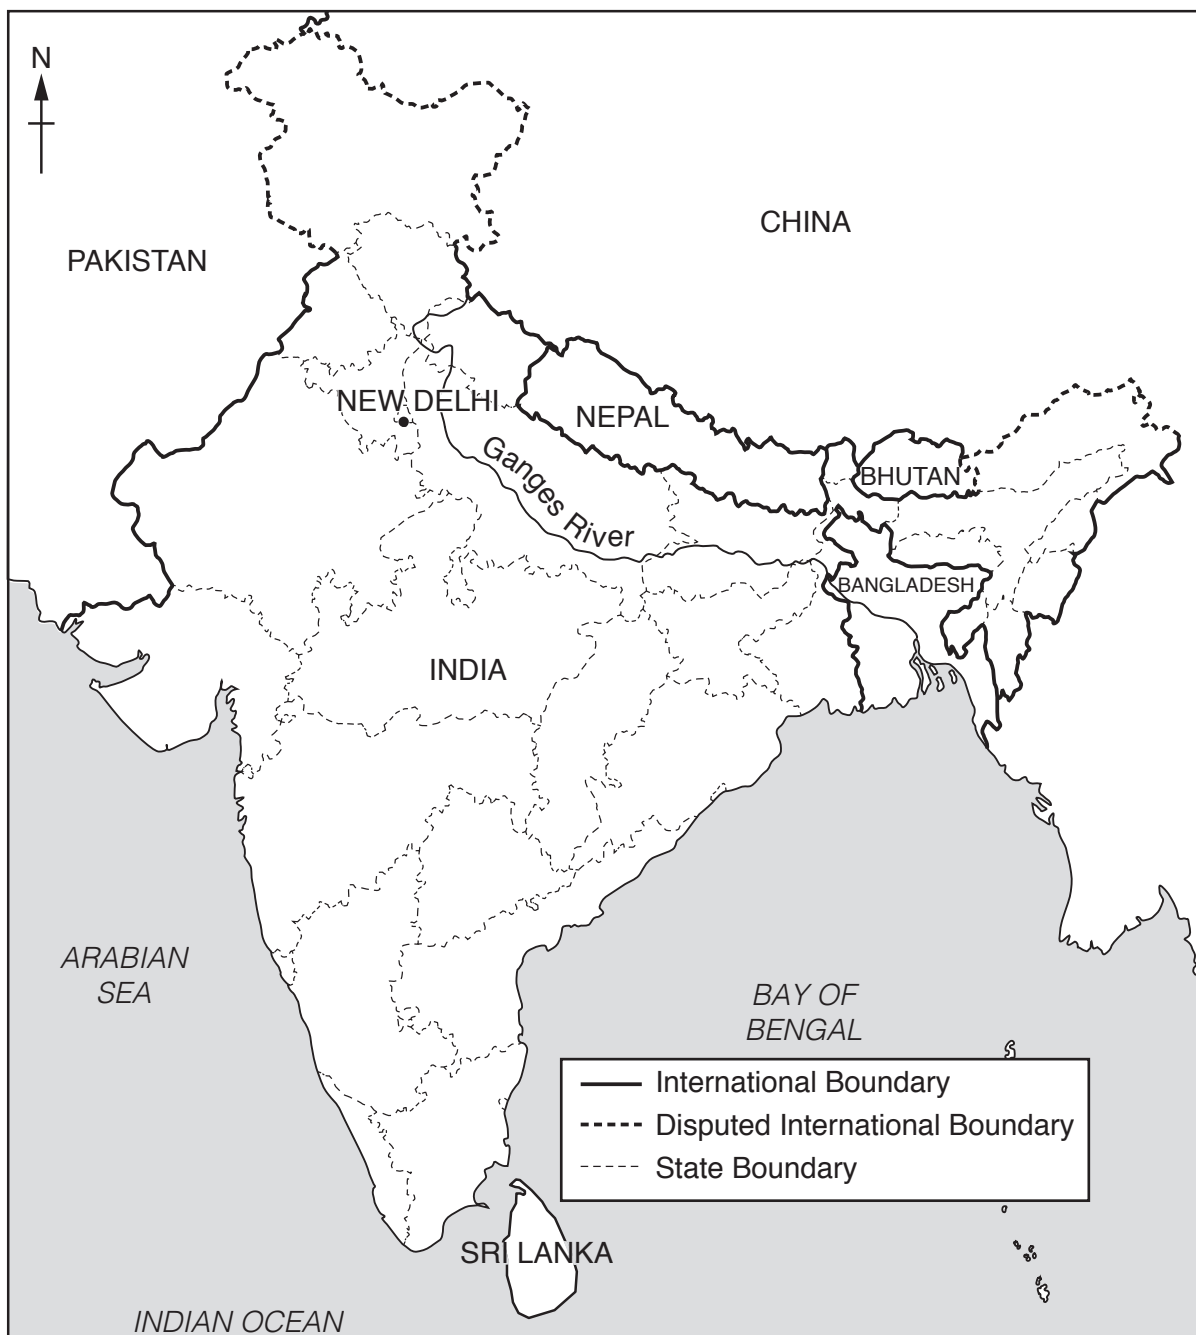 N
CHINA
PAKISTAN
NEW DELHI
NEPAL
BHUTAN
Ganges River
BANGLADESH
INDIA
ARABIAN
SEA
BAY OF
BENGAL
International Boundary
Disputed International Boundary
State Boundary
SRI LANKA
INDIAN OCEAN